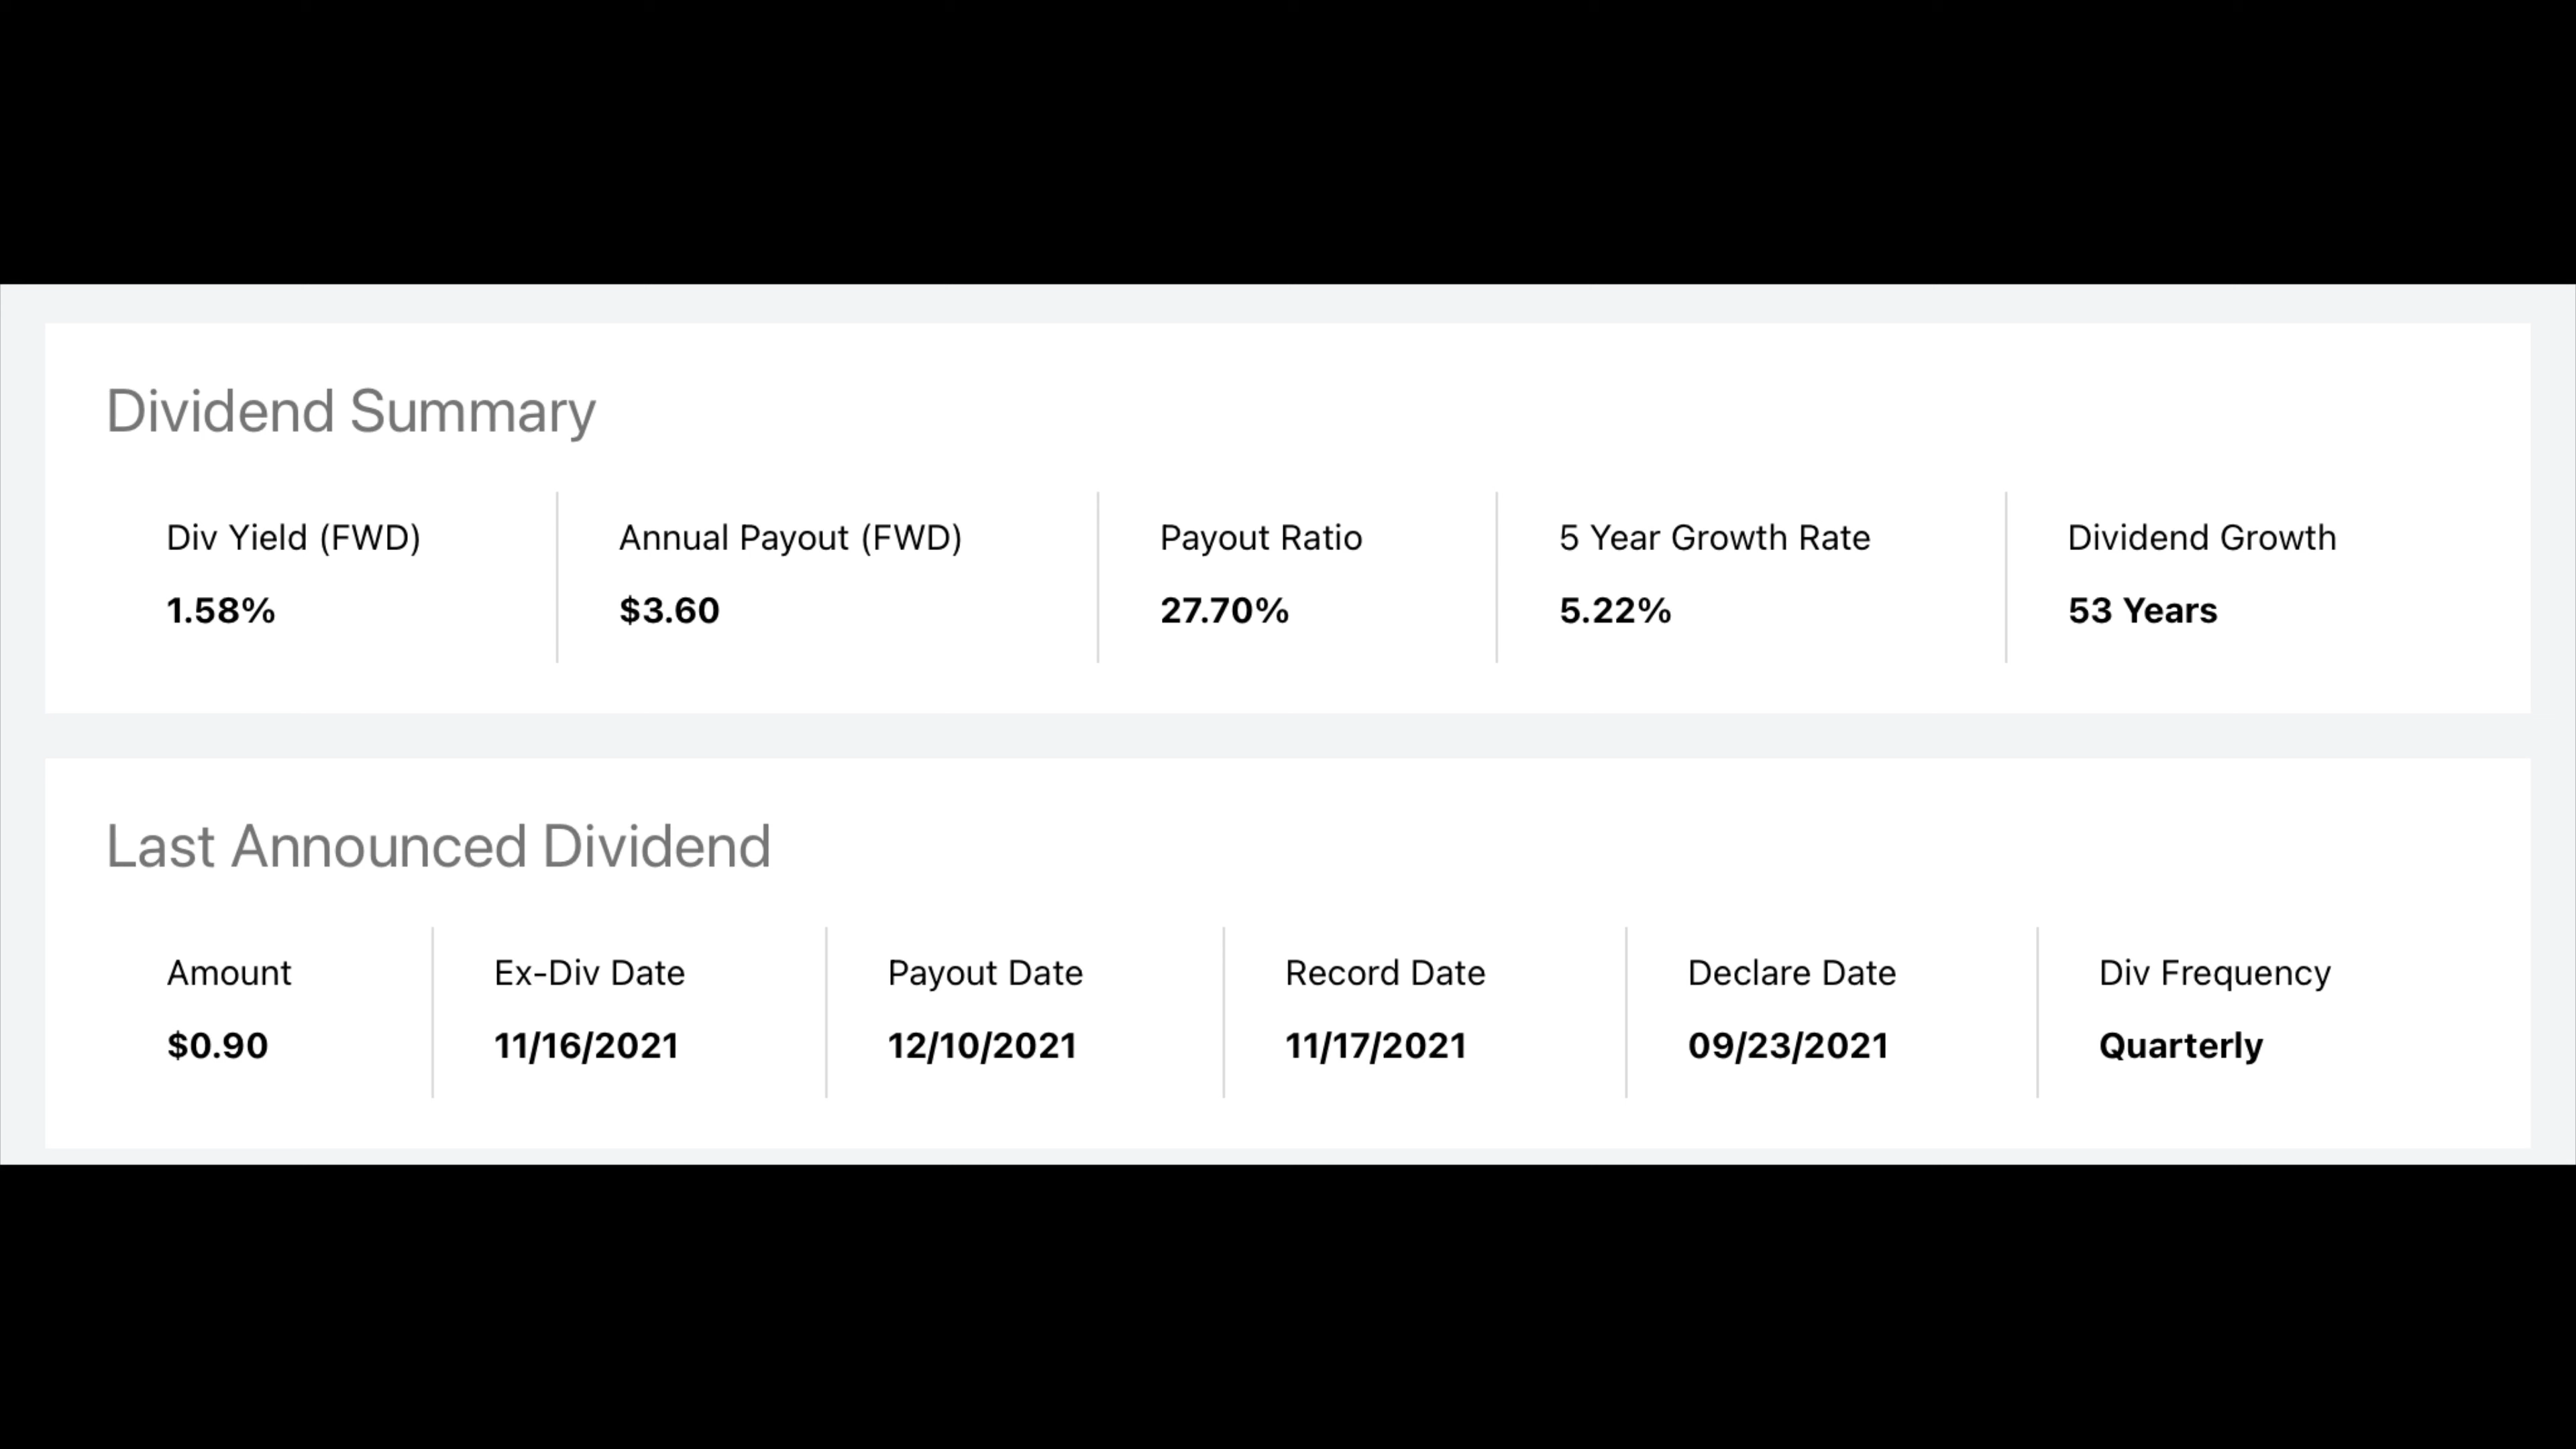 Dividend Summary
Div Yield (FWD) Annual Payout (FWD) Payout Ratio 5 Year Growth Rate Dividend Growth
1.58% $3.60 27.70% 5.22% 53 Years
Last Announced Dividend
Amount Ex-Div Date Payout Date Record Date Declare Date Div Frequency
$0.90 11/16/2021 12/10/2021 11/17/2021 09/23/2021 Quarterly